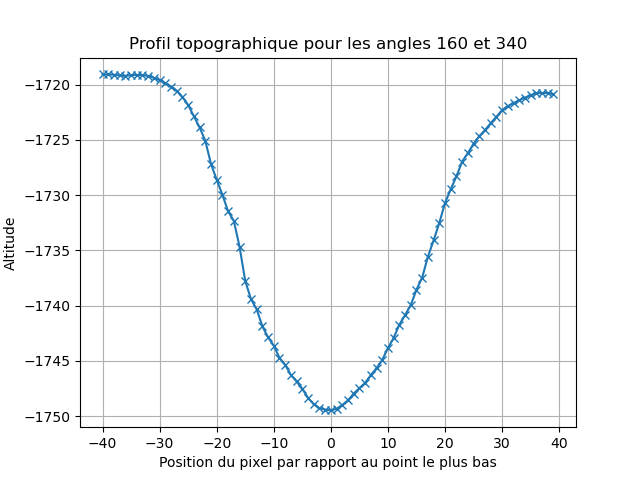 Profil topographique pour les angles 160 et 340
−1720
−1725
−1730
−1735
−1740
−1745
−1750
Altitude
−40 −30 −20 −10 0 10 20 30 40
Position du pixel par rapport au point le plus bas